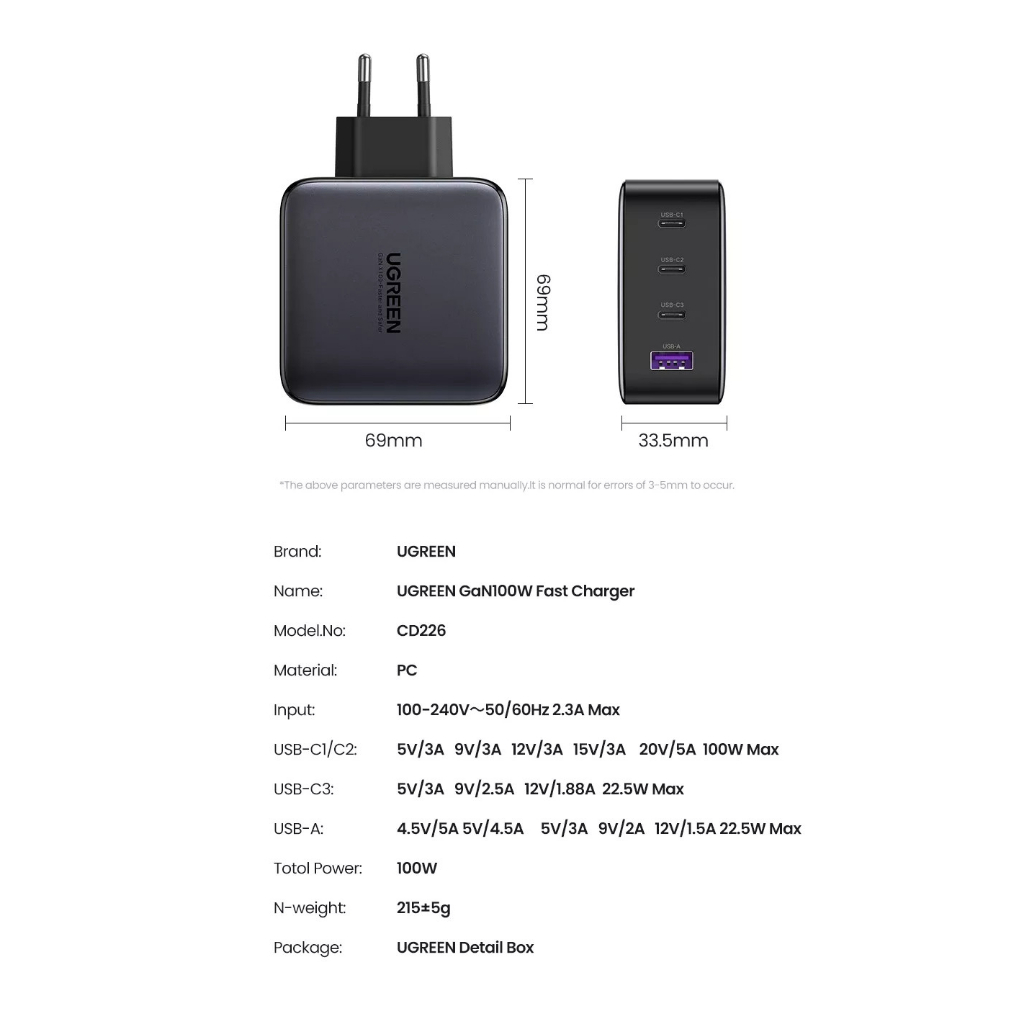 UGREEN
USB-C1
USB-C2
USB-C3
USB-A
69mm
69mm
33.5mm
*The above parameters are measured manually.It is normal for errors of 3-5mm to occur.
Brand: UGREEN
Name: UGREEN GaN100W Fast Charger
Model.No: CD226
Material: PC
Input: 100-240V～50/60Hz 2.3A Max
USB-C1/C2: 5V/3A 9V/3A 12V/3A 15V/3A 20V/5A 100W Max
USB-C3: 5V/3A 9V/2.5A 12V/1.88A 22.5W Max
USB-A: 4.5V/5A 5V/4.5A 5V/3A 9V/2A 12V/1.5A 22.5W Max
Totol Power: 100W
N-weight: 215±5g
Package: UGREEN Detail Box